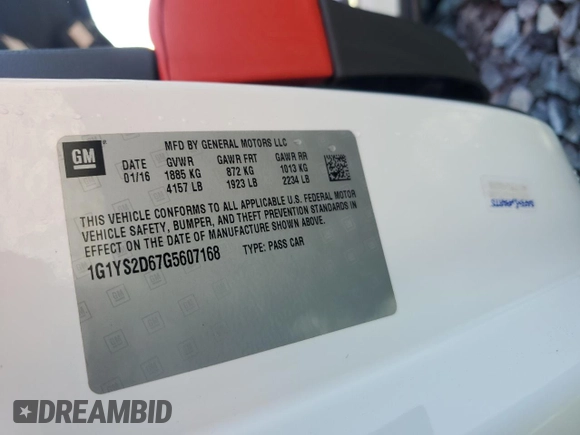 GM
MFD BY GENERAL MOTORS LLC
DATE GVWR GAWR FRT GAWR RR
01/16 1885 KG 872 KG 1013 KG
4157 LB 1923 LB 2234 LB
THIS VEHICLE CONFORMS TO ALL APPLICABLE U.S. FEDERAL MOTOR
VEHICLE SAFETY, BUMPER, AND THEFT PREVENTION STANDARDS IN
EFFECT ON THE DATE OF MANUFACTURE SHOWN ABOVE.
1G1YS2D67G5607168 TYPE: PASS CAR
DREAMBID